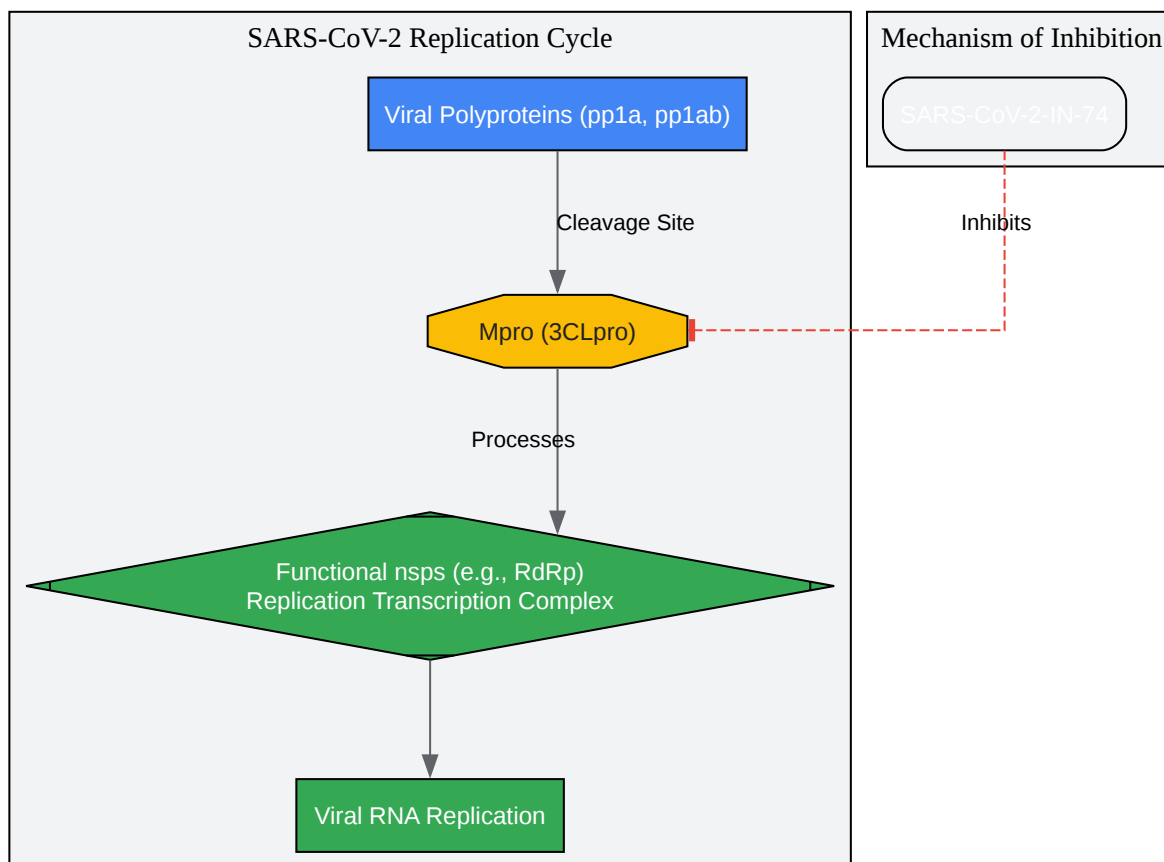 SARS-CoV-2 Replication Cycle
Mechanism of Inhibition
Viral Polyproteins (pp1a, pp1ab)
SARS-CoV-2-IN-74
Cleavage Site
Inhibits
Mpro (3CLpro)
Processes
Functional nsps (e.g., RdRp)
Replication Transcription Complex
Viral RNA Replication